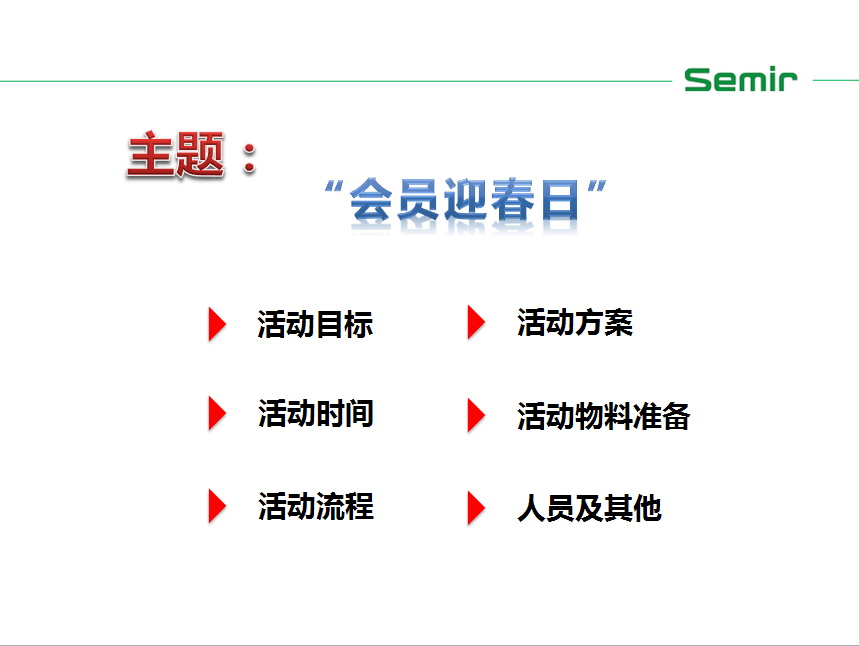 Semir
主题：
“会员迎春日”
活动目标
活动方案
活动时间
活动物料准备
活动流程
人员及其他